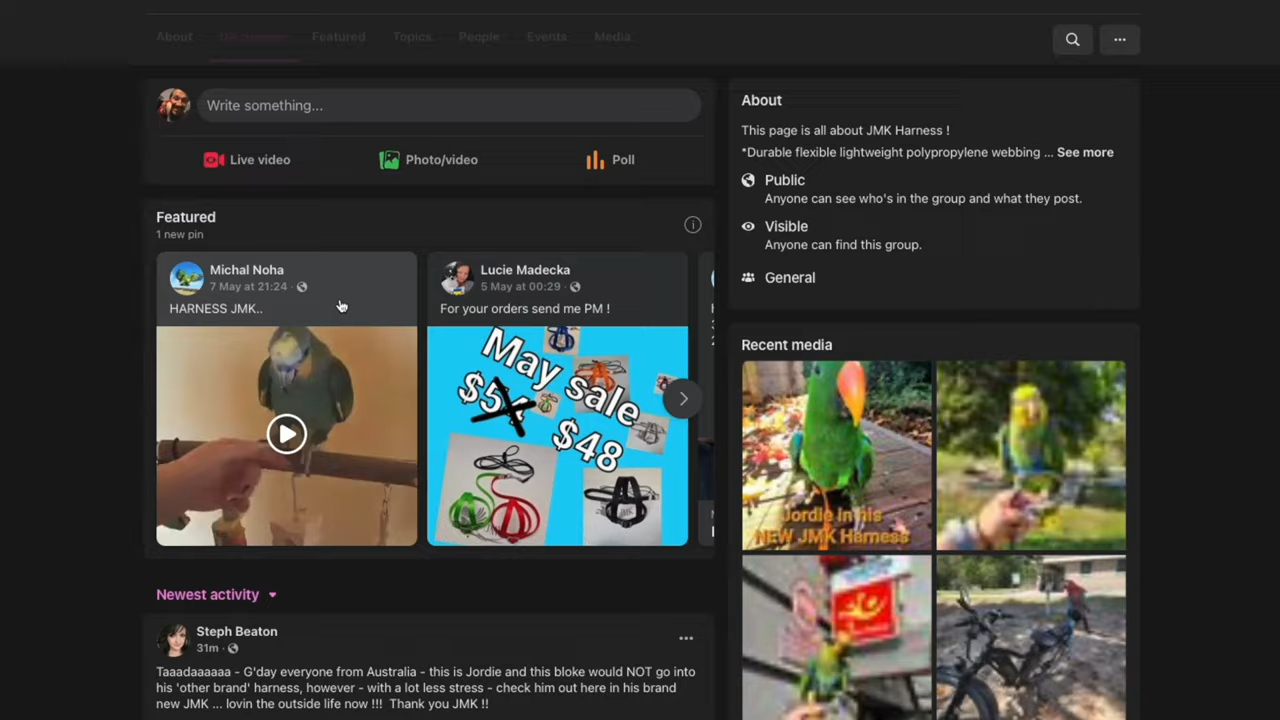 About Featured Topics People Events Media
Write something...
Live video Photo/video Poll
Featured
1 new pin
Michal Noha
7 May at 21:24 ·
HARNESS JMK..
Lucie Madecka
5 May at 00:29 ·
For your orders send me PM !
May sale
$54
$48
Newest activity
Steph Beaton
31m ·
Taaadaaaaaa - G'day everyone from Australia - this is Jordie and this bloke would NOT go into
his 'other brand' harness, however - with a lot less stress - check him out here in his brand
new JMK ... lovin the outside life now !!! Thank you JMK !!
About
This page is all about JMK Harness !
*Durable flexible lightweight polypropylene webbing ... See more
Public
Anyone can see who's in the group and what they post.
Visible
Anyone can find this group.
General
Recent media
Jordie in his
NEW JMK Harness